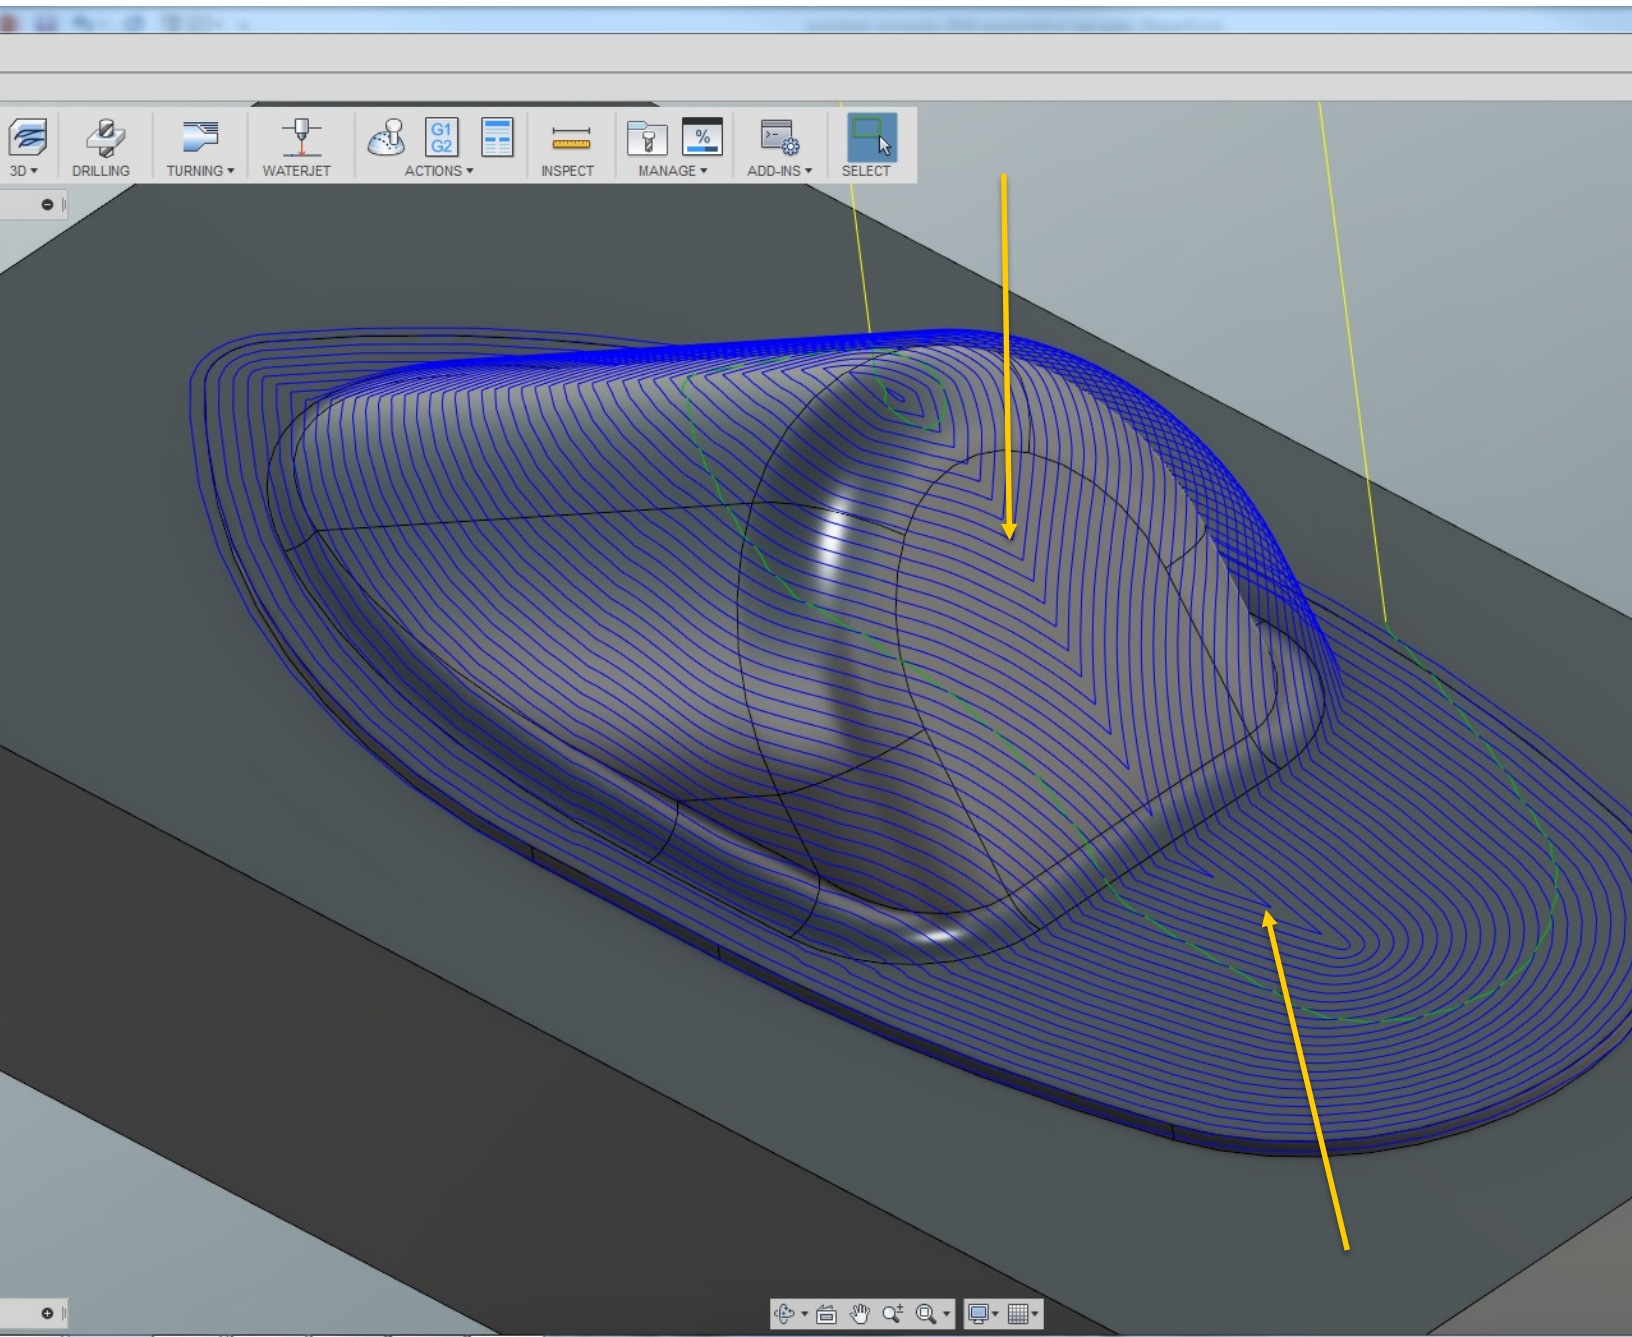 G1
G2
%
3D DRILLING TURNING WATERJET ACTIONS INSPECT MANAGE ADD-INS SELECT